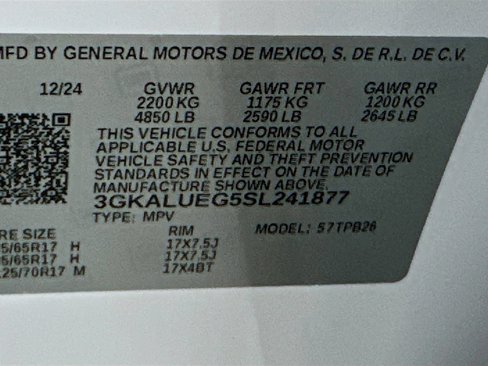 MFD BY GENERAL MOTORS DE MEXICO, S. DE R.L. DE C.V.
12/24 GVWR GAWR FRT GAWR RR
2200 KG 1175 KG 1200 KG
4850 LB 2590 LB 2645 LB
THIS VEHICLE CONFORMS TO ALL
APPLICABLE U.S. FEDERAL MOTOR
VEHICLE SAFETY AND THEFT PREVENTION
STANDARDS IN EFFECT ON THE DATE OF
MANUFACTURE SHOWN ABOVE.
3GKALUEG5SL241877
TYPE: MPV MODEL: 57TPB26
RE SIZE RIM
5/65R17 H 17X7.5J
5/65R17 H 17X7.5J
125/70R17 M 17X4BT